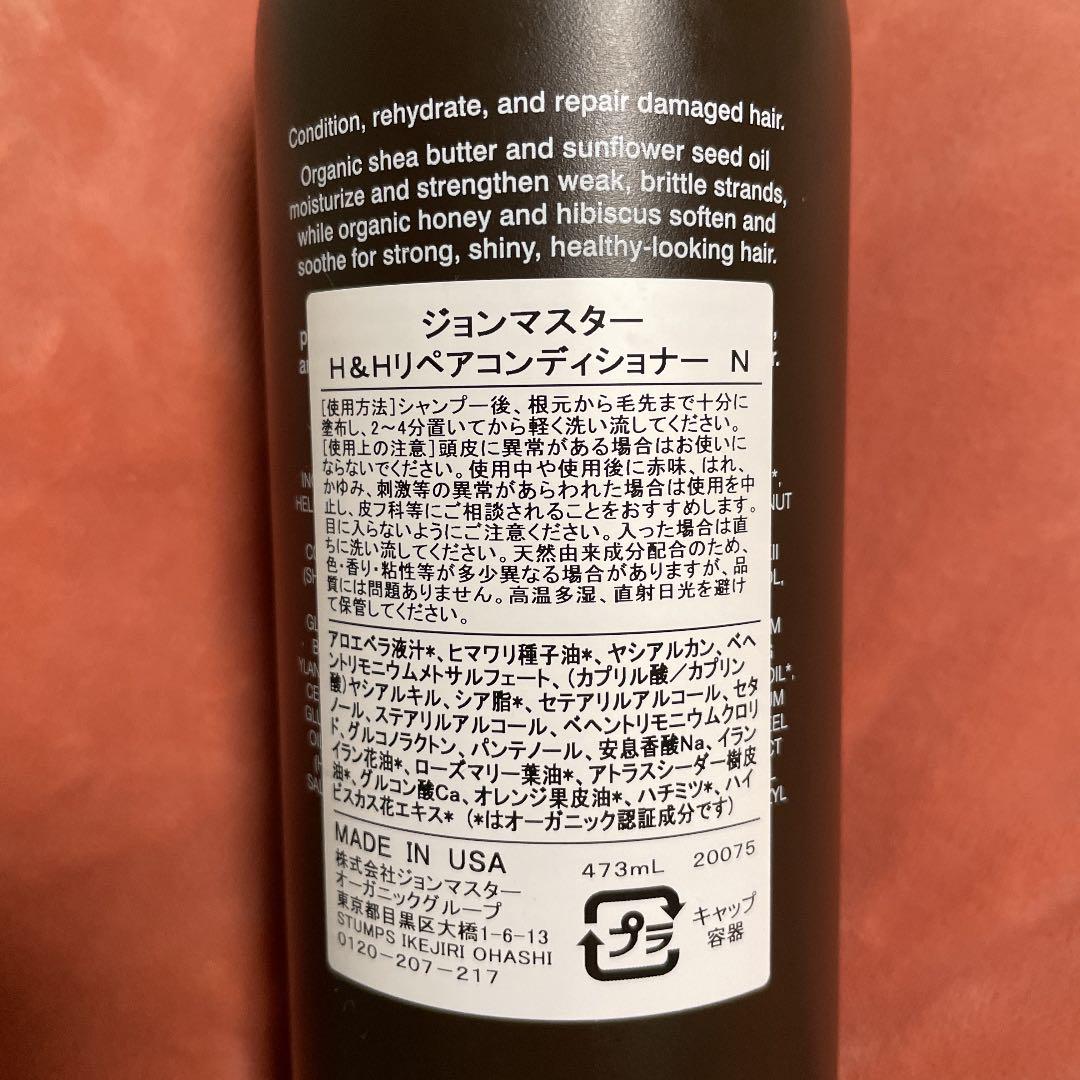 Condition, rehydrate, and repair damaged hair.
Organic shea butter and sunflower seed oil
moisturize and strengthen weak, brittle strands,
while organic honey and hibiscus soften and
soothe for strong, shiny, healthy-looking hair.
ジョンマスター
H&Hリペアコンディショナー N
[使用方法]シャンプー後、根元から毛先まで十分に
塗布し、2〜4分置いてから軽く洗い流してください。
[使用上の注意]頭皮に異常がある場合はお使いに
ならないでください。使用中や使用後に赤味、はれ、
かゆみ、刺激等の異常があらわれた場合は使用を中
止し、皮フ科等にご相談されることをおすすめします。
目に入らないようにご注意ください。入った場合は直
ちに洗い流してください。天然由来成分配合のため、
色・香り・粘性等が多少異なる場合がありますが、品
質には問題ありません。高温多湿、直射日光を避け
て保管してください。
アロエベラ液汁*、ヒマワリ種子油*、ヤシアルカン、ベヘ
ントリモニウムメトサルフェート、(カプリル酸/カプリン
酸)ヤシアルキル、シア脂*、セテアリルアルコール、セタ
ノール、ステアリルアルコール、ベヘントリモニウムクロリ
ド、グルコノラクトン、パンテノール、安息香酸Na、イラン
イラン花油*、ローズマリー葉油*、アトラスシーダー樹皮
油*、グルコン酸Ca、オレンジ果皮油*、ハチミツ*、ハイ
ビスカス花エキス* (*はオーガニック認証成分です)
MADE IN USA
473mL 20075
株式会社ジョンマスター
オーガニックグループ
東京都目黒区大橋1-6-13
STUMPS IKEJIRI OHASHI
0120-207-217
プラ
キャップ
容器